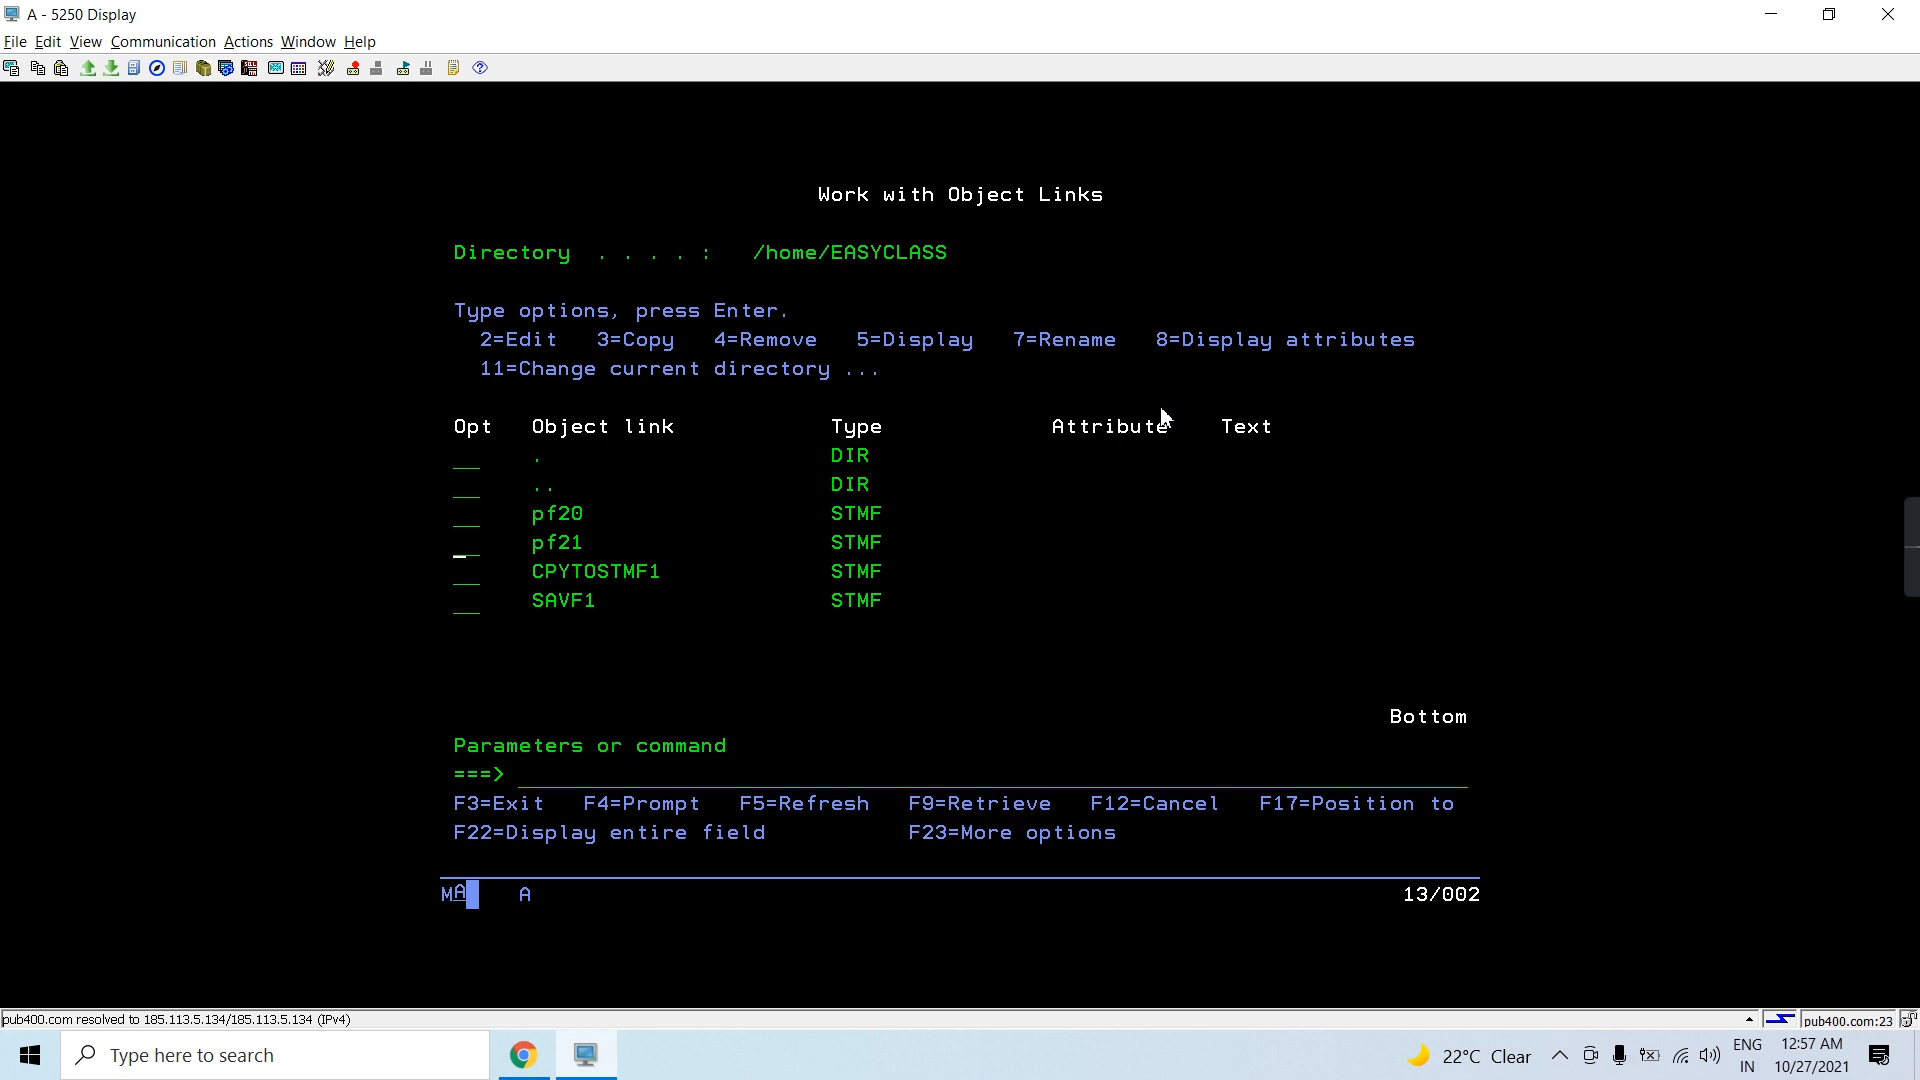 A - 5250 Display
File Edit View Communication Actions Window Help
Work with Object Links
Directory . . . . : /home/EASYCLASS
Type options, press Enter.
2=Edit 3=Copy 4=Remove 5=Display 7=Rename 8=Display attributes
11=Change current directory ...
Opt Object link Type Attribute Text
. DIR
.. DIR
pf20 STMF
pf21 STMF
CPYTOSTMF1 STMF
SAVF1 STMF
Bottom
Parameters or command
===>
F3=Exit F4=Prompt F5=Refresh F9=Retrieve F12=Cancel F17=Position to
F22=Display entire field F23=More options
MA A 13/002
pub400.com resolved to 185.113.5.134/185.113.5.134 (IPv4) pub400.com:23
Type here to search 22°C Clear ENG IN 12:57 AM 10/27/2021